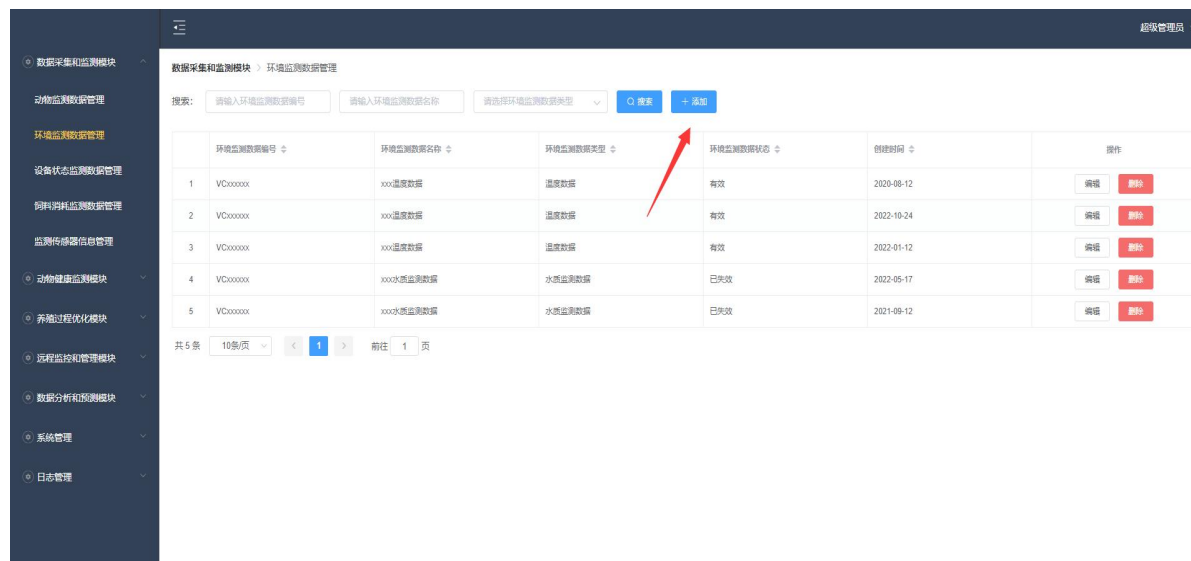 超级管理员
数据采集和监测模块
动物监测数据管理
环境监测数据管理
设备状态监测数据管理
饲料消耗监测数据管理
监测传感器信息管理
动物健康监测模块
养殖过程优化模块
远程监控和管理模块
数据分析和预测模块
系统管理
日志管理
数据采集和监测模块 > 环境监测数据管理
搜索: 请输入环境监测数据编号 请输入环境监测数据名称 请选择环境监测数据类型 搜索 + 添加
环境监测数据编号 环境监测数据名称 环境监测数据类型 环境监测数据状态 创建时间 操作
1 VCxxxxxx xxx温度数据 温度数据 有效 2020-08-12 编辑 删除
2 VCxxxxxx xxx温度数据 温度数据 有效 2022-10-24 编辑 删除
3 VCxxxxxx xxx温度数据 温度数据 有效 2022-01-12 编辑 删除
4 VCxxxxxx xxx水质监测数据 水质监测数据 已失效 2022-05-17 编辑 删除
5 VCxxxxxx xxx水质监测数据 水质监测数据 已失效 2021-09-12 编辑 删除
共 5 条 10条/页 < 1 > 前往 1 页